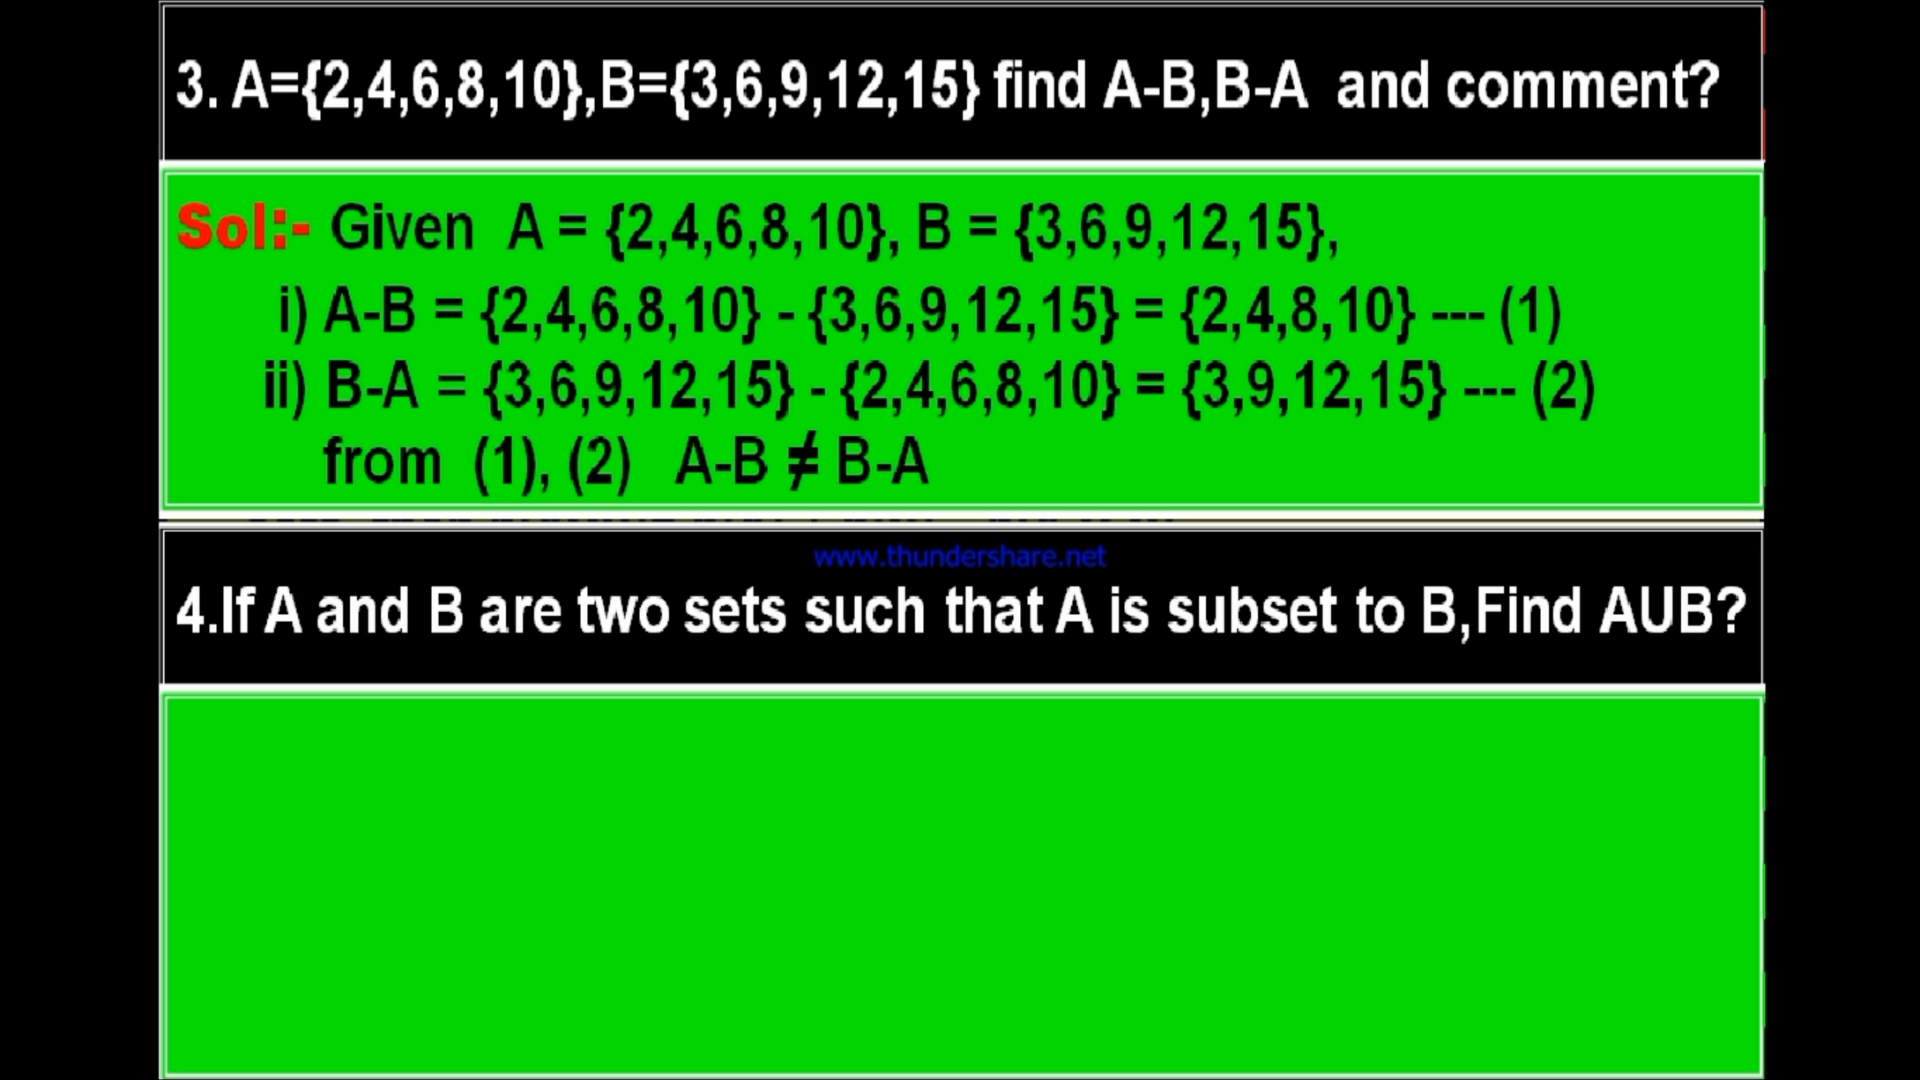 3. A={2,4,6,8,10},B={3,6,9,12,15} find A-B,B-A and comment?
Sol:- Given A = {2,4,6,8,10}, B = {3,6,9,12,15},
i) A-B = {2,4,6,8,10} - {3,6,9,12,15} = {2,4,8,10} --- (1)
ii) B-A = {3,6,9,12,15} - {2,4,6,8,10} = {3,9,12,15} --- (2)
from (1), (2) A-B ≠ B-A
www.thundershare.net
4.If A and B are two sets such that A is subset to B,Find AUB?